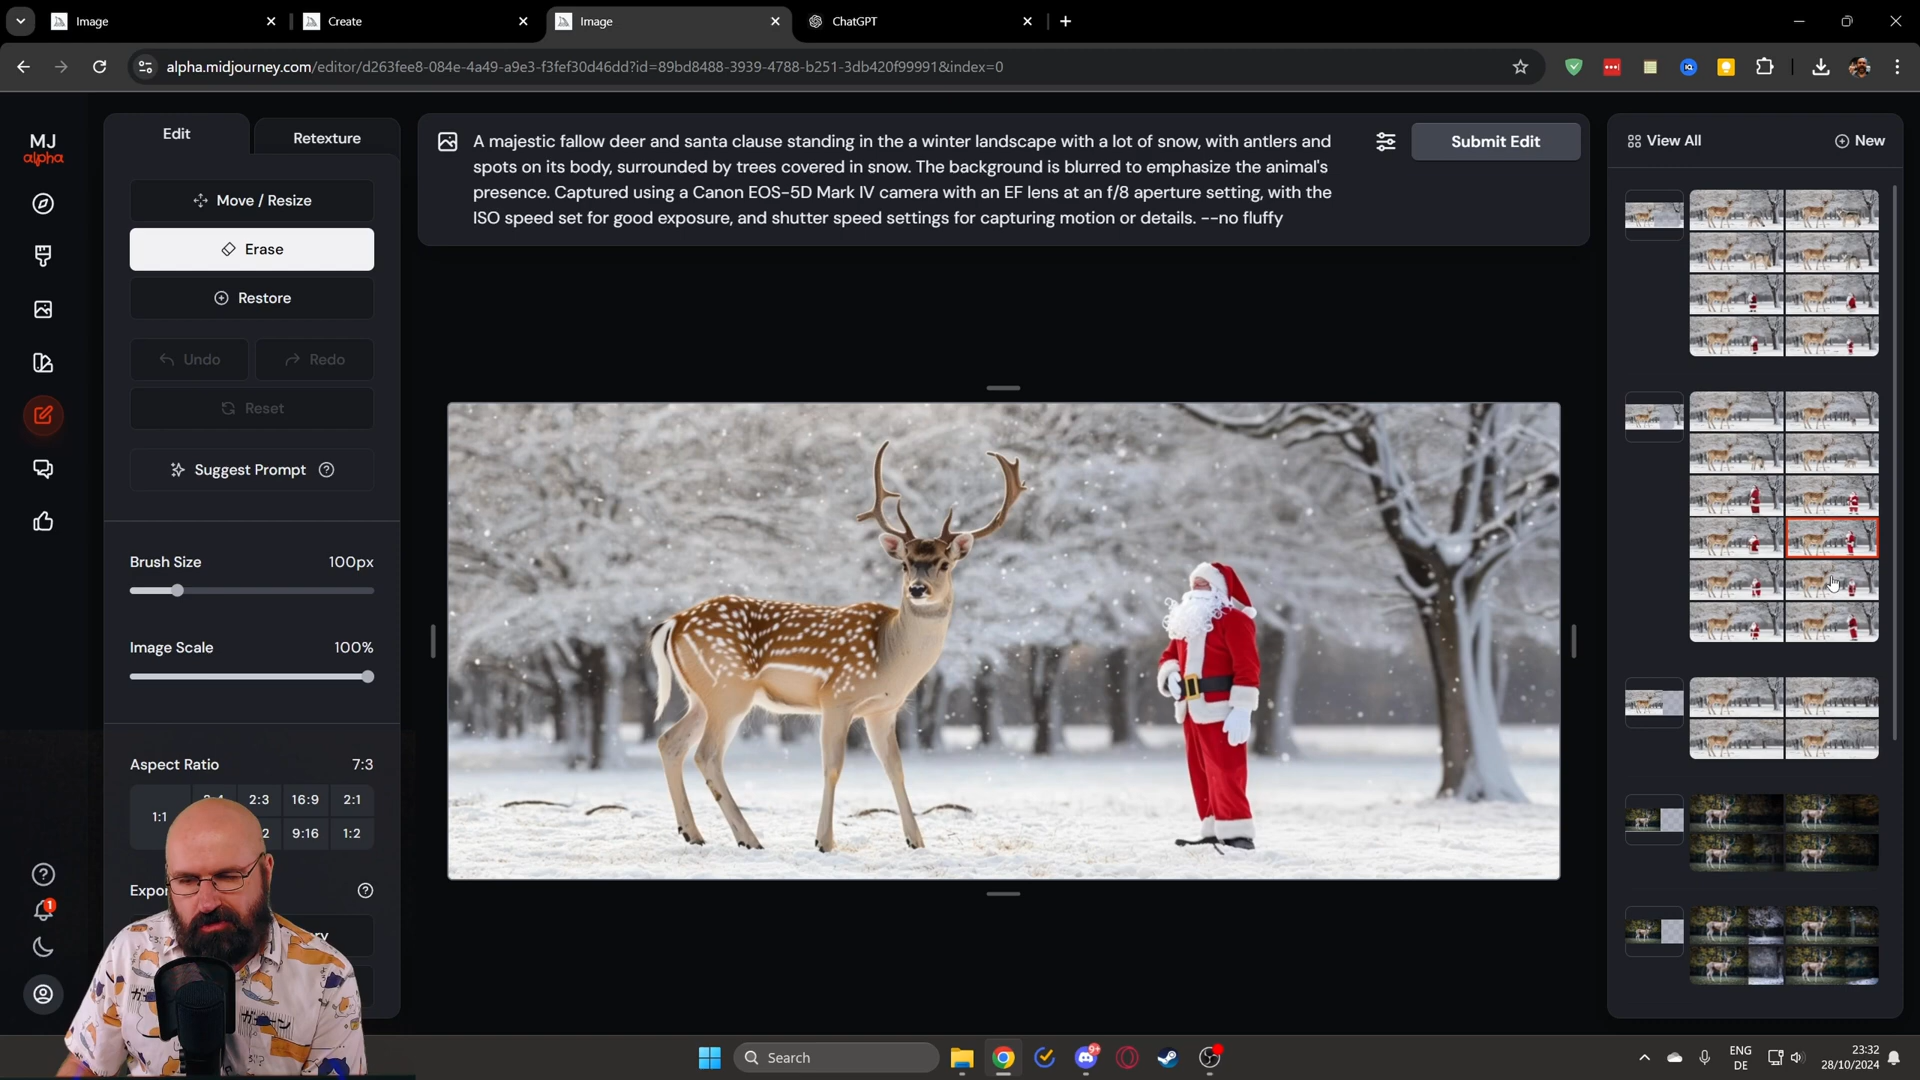 Image
Create
Image
ChatGPT
alpha.midjourney.com/editor/d263fee8-084e-4a49-a9e3-f3fef30d46dd?id=89bd8488-3939-4788-b251-3db420f99991&index=0
MJ
alpha
Edit
Retexture
Move / Resize
Erase
Restore
Undo
Redo
Reset
Suggest Prompt
Brush Size
100px
Image Scale
100%
Aspect Ratio
7:3
1:1
2:3
16:9
2:1
2
9:16
1:2
Expor
ry
A majestic fallow deer and santa clause standing in the a winter landscape with a lot of snow, with antlers and
spots on its body, surrounded by trees covered in snow. The background is blurred to emphasize the animal's
presence. Captured using a Canon EOS-5D Mark IV camera with an EF lens at an f/8 aperture setting, with the
ISO speed set for good exposure, and shutter speed settings for capturing motion or details. --no fluffy
Submit Edit
View All
New
1
Search
9+
ENG
DE
23:32
28/10/2024